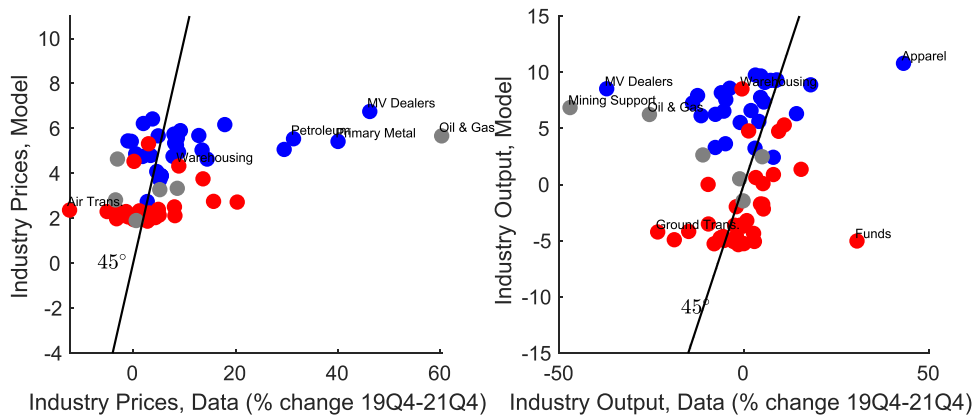 Industry Prices, Model
10
8
6
4
2
0
-2
-4
0
20
40
60
MV Dealers
Petroleum
Primary Metal
Oil & Gas
Warehousing
Air Trans.
45°
Industry Prices, Data (% change 19Q4-21Q4)
Industry Output, Model
15
10
5
0
-5
-10
-15
-50
0
50
Apparel
MV Dealers
Warehousing
Mining Support
Oil & Gas
Ground Trans.
Funds
45°
Industry Output, Data (% change 19Q4-21Q4)